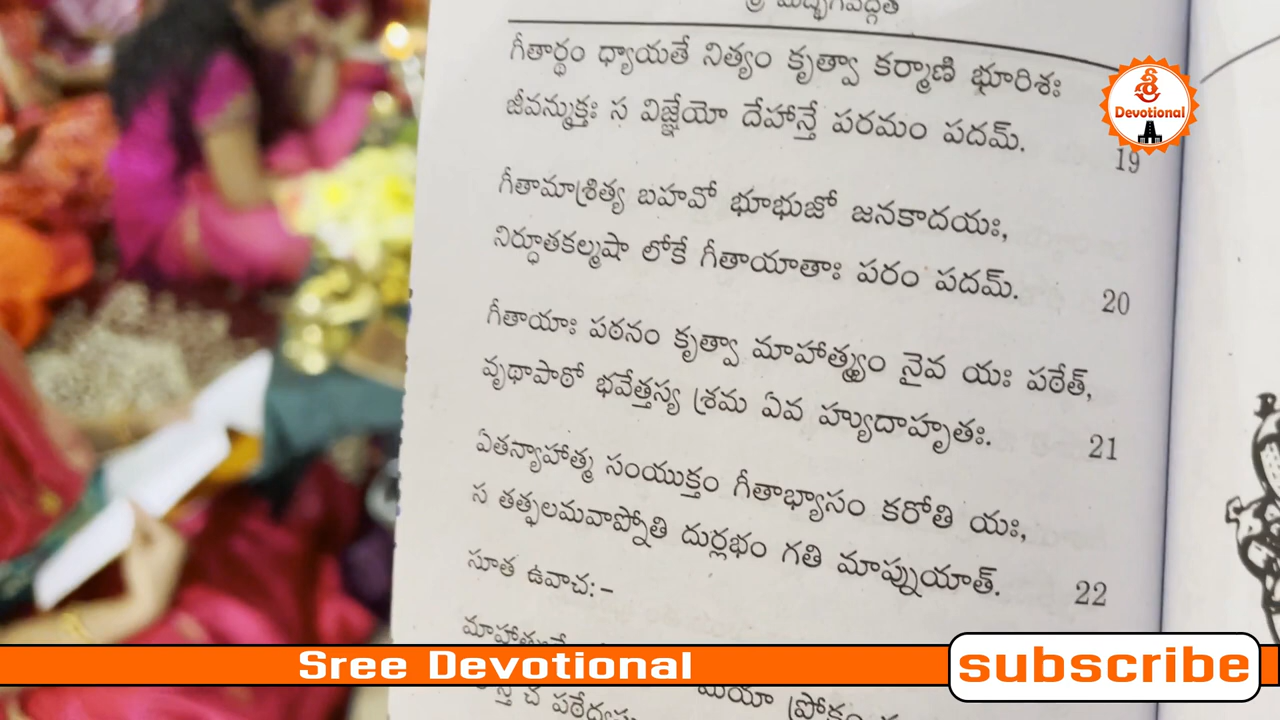 గీతార్థం ధ్యాయతే నిత్యం కృత్వా కర్మాణి భూరిశః
జీవన్ముక్తః స విజ్ఞేయో దేహాన్తే పరమం పదమ్. 19
గీతామాశ్రిత్య బహవో భూభుజో జనకాదయః,
నిర్ధూతకల్మషా లోకే గీతాయాతాః పరం పదమ్. 20
గీతాయాః పఠనం కృత్వా మాహాత్మ్యం నైవ యః పఠేత్,
వృథాపాఠో భవేత్తస్య శ్రమ ఏవ హ్యుదాహృతః. 21
ఏతన్మాహాత్మ సంయుక్తం గీతాభ్యాసం కరోతి యః,
స తత్ఫలమవాప్నోతి దుర్లభం గతి మాప్నుయాత్. 22
సూత ఉవాచ:-
శ్రీ
Devotional
Sree Devotional
subscribe